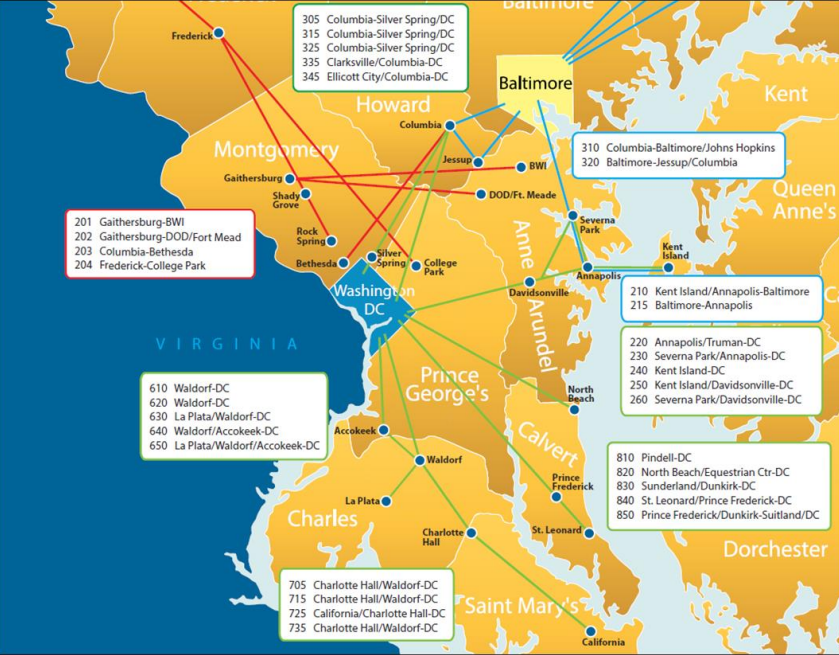 Baltimore
Frederick
305 Columbia-Silver Spring/DC
315 Columbia-Silver Spring/DC
325 Columbia-Silver Spring/DC
335 Clarksville/Columbia-DC
345 Ellicott City/Columbia-DC
Baltimore
Kent
Howard
Columbia
Montgomery
Jessup
BWI
310 Columbia-Baltimore/Johns Hopkins
320 Baltimore-Jessup/Columbia
Gaithersburg
Shady
Grove
DOD/Ft. Meade
Queen
Anne's
201 Gaithersburg-BWI
202 Gaithersburg-DOD/Fort Mead
203 Columbia-Bethesda
204 Frederick-College Park
Rock
Spring
Severna
Park
Kent
Island
Bethesda
Silver
Spring
College
Park
Anne
Arundel
Annapolis
Davidsonville
Washington
DC
210 Kent Island/Annapolis-Baltimore
215 Baltimore-Annapolis
VIRGINIA
220 Annapolis/Truman-DC
230 Severna Park/Annapolis-DC
240 Kent Island-DC
250 Kent Island/Davidsonville-DC
260 Severna Park/Davidsonville-DC
Prince
George's
610 Waldorf-DC
620 Waldorf-DC
630 La Plata/Waldorf-DC
640 Waldorf/Accokeek-DC
650 La Plata/Waldorf/Accokeek-DC
North
Beach
Accokeek
Calvert
Waldorf
810 Pindell-DC
820 North Beach/Equestrian Ctr-DC
830 Sunderland/Dunkirk-DC
840 St. Leonard/Prince Frederick-DC
850 Prince Frederick/Dunkirk-Suitland/DC
Prince
Frederick
La Plata
Charles
Charlotte
Hall
St. Leonard
Dorchester
705 Charlotte Hall/Waldorf-DC
715 Charlotte Hall/Waldorf-DC
725 California/Charlotte Hall-DC
735 Charlotte Hall/Waldorf-DC
Saint Mary's
California